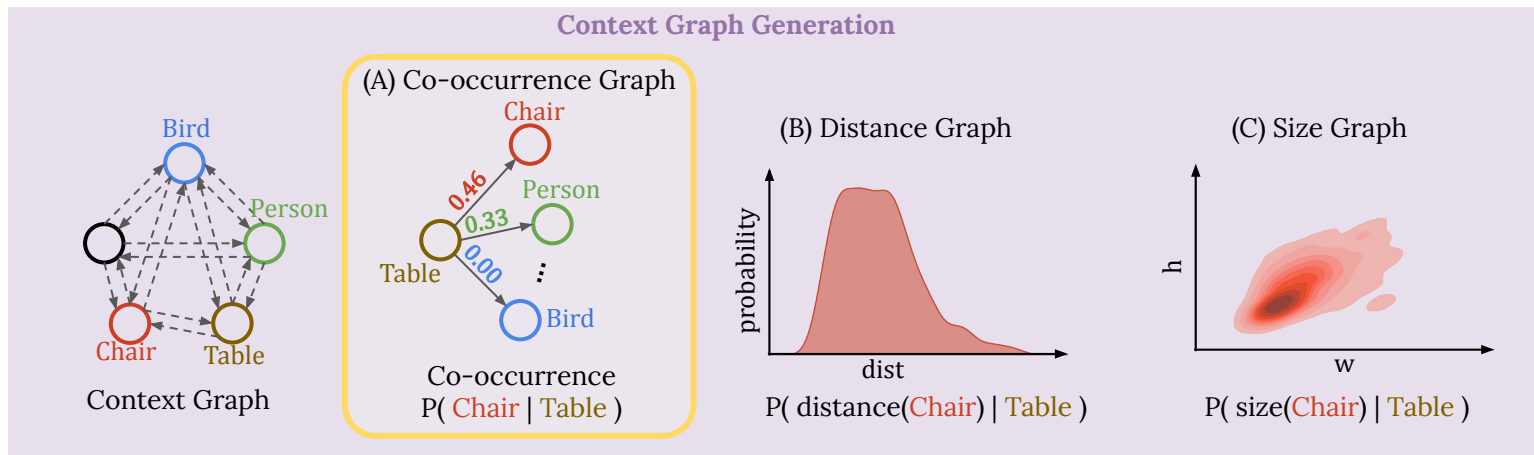 Context Graph Generation
Bird
Person
Chair
Table
Context Graph
(A) Co-occurrence Graph
Chair
0.46
Person
0.33
Table
0.00
...
Bird
Co-occurrence
P( Chair | Table )
(B) Distance Graph
probability
dist
P( distance(Chair) | Table )
(C) Size Graph
h
w
P( size(Chair) | Table )